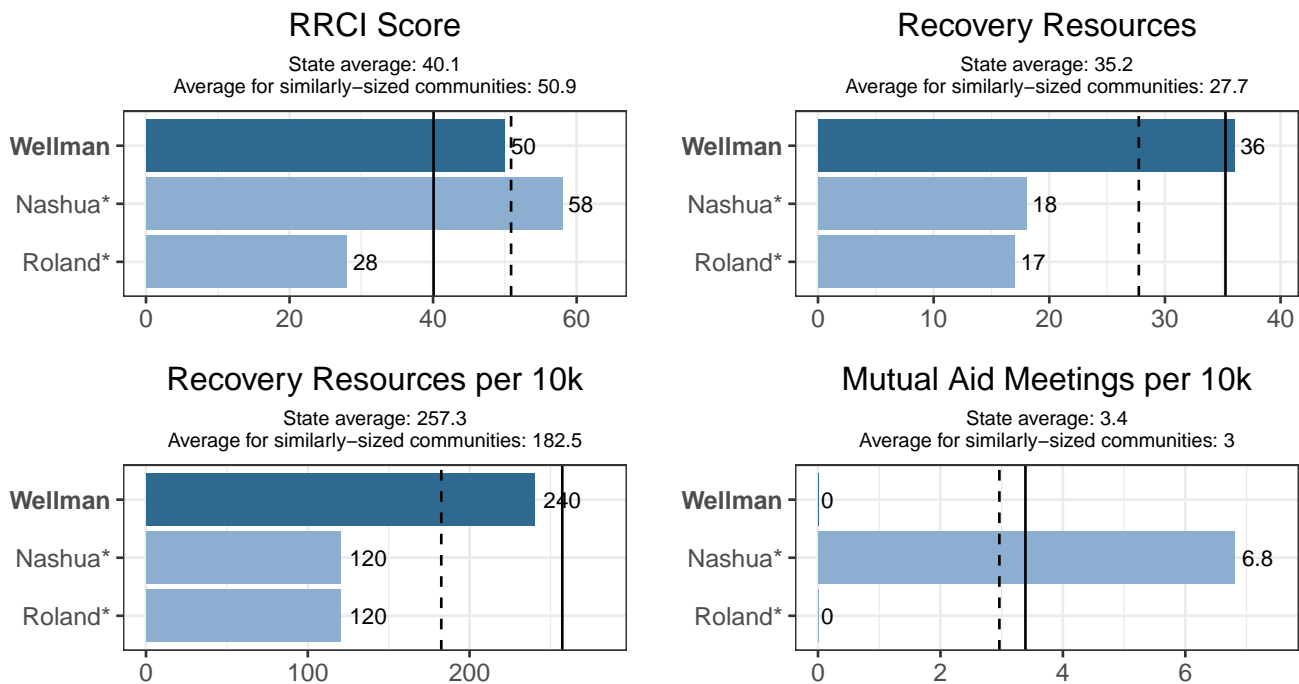 RRCI Score
State average: 40.1
Average for similarly−sized communities: 50.9
Wellman
50
Nashua*
58
Roland*
28
0 20 40 60
Recovery Resources
State average: 35.2
Average for similarly−sized communities: 27.7
Wellman
36
Nashua*
18
Roland*
17
0 10 20 30 40
Recovery Resources per 10k
State average: 257.3
Average for similarly−sized communities: 182.5
Wellman
240
Nashua*
120
Roland*
120
0 100 200
Mutual Aid Meetings per 10k
State average: 3.4
Average for similarly−sized communities: 3
Wellman
0
Nashua*
6.8
Roland*
0
0 2 4 6